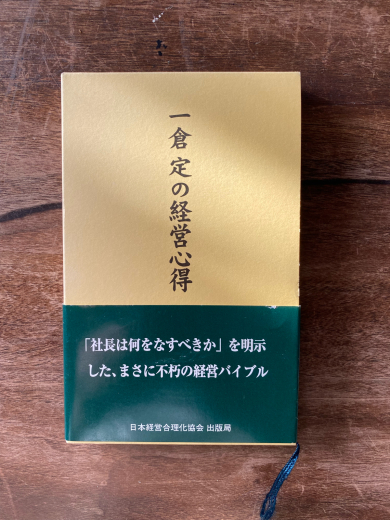 一倉 定の経営心得
「社長は何をなすべきか」を明示
した、まさに不朽の経営バイブル
日本経営合理化協会 出版局